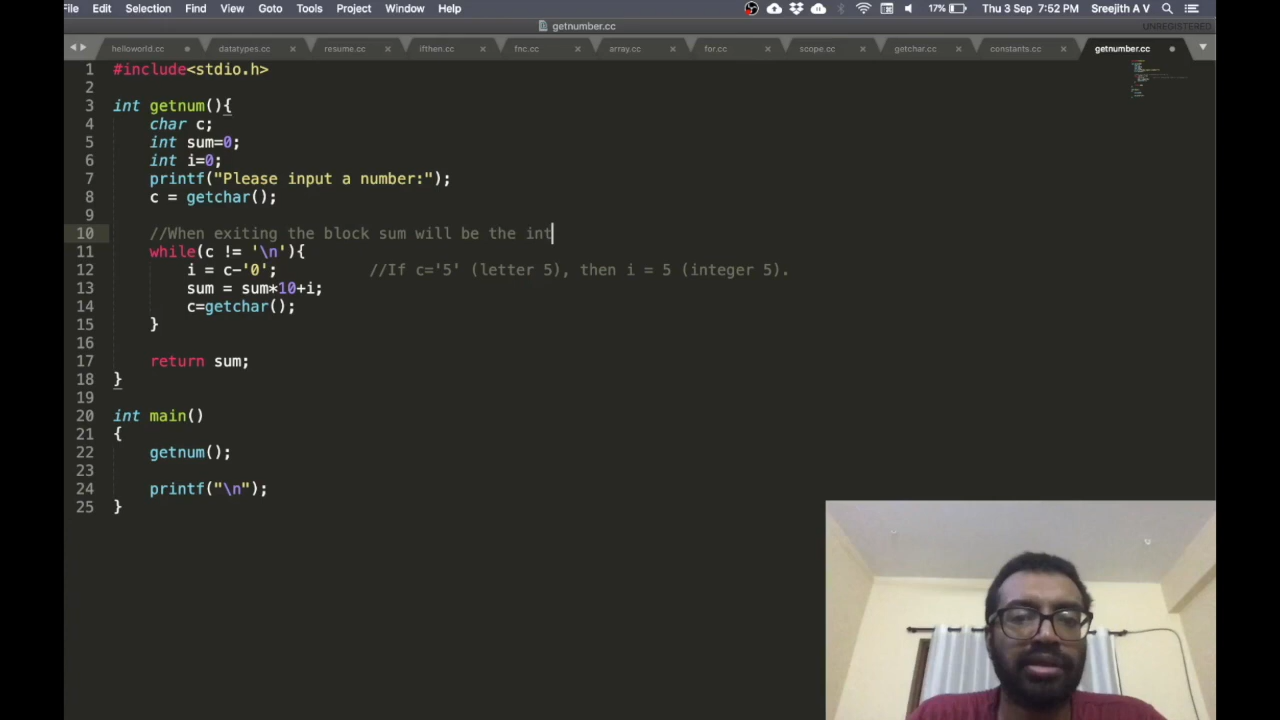 File Edit Selection Find View Goto Tools Project Window Help 17% Thu 3 Sep 7:52 PM Sreejith A V
getnumber.cc UNREGISTERED
helloworld.cc datatypes.cc resume.cc ifthen.cc fnc.cc array.cc for.cc scope.cc getchar.cc constants.cc getnumber.cc
1 #include<stdio.h>
2
3 int getnum(){
4 char c;
5 int sum=0;
6 int i=0;
7 printf("Please input a number:");
8 c = getchar();
9
10 //When exiting the block sum will be the int
11 while(c != '\n'){
12 i = c-'0'; //If c='5' (letter 5), then i = 5 (integer 5).
13 sum = sum*10+i;
14 c=getchar();
15 }
16
17 return sum;
18 }
19
20 int main()
21 {
22 getnum();
23
24 printf("\n");
25 }